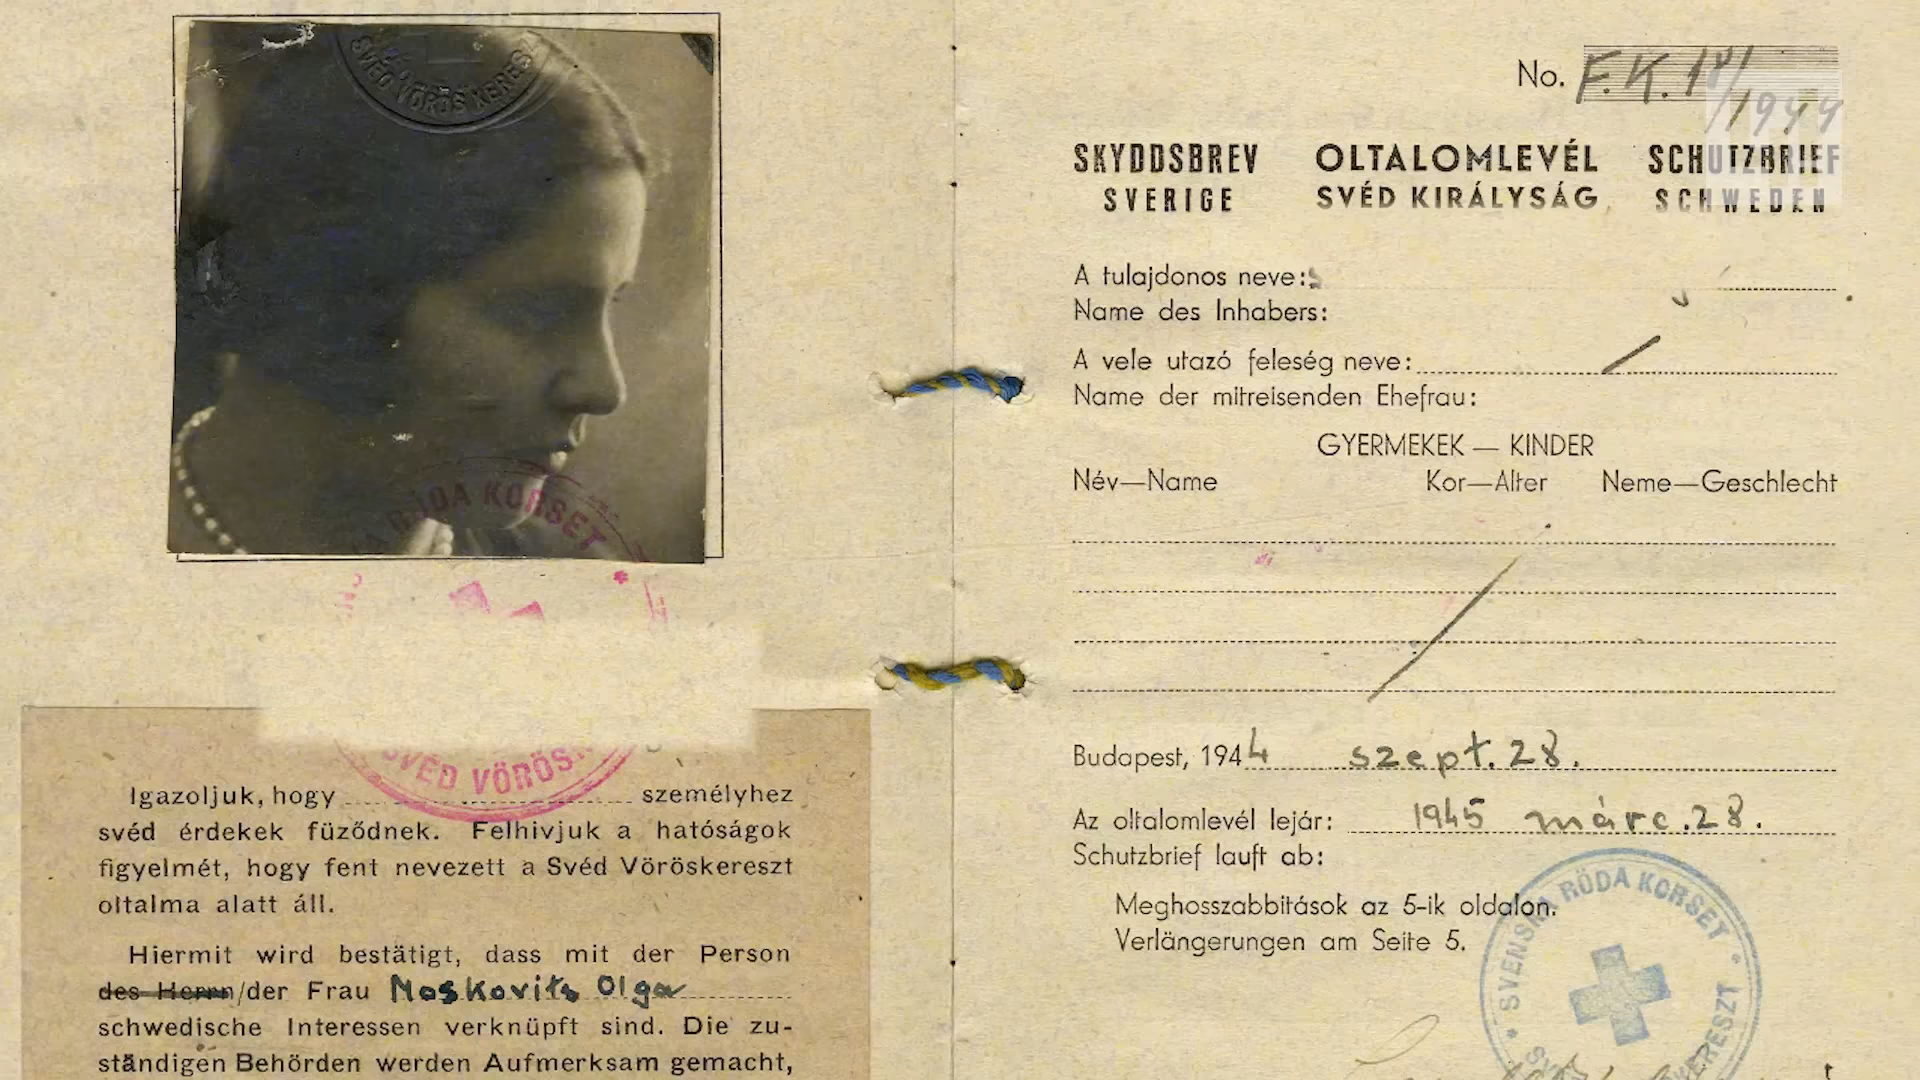 SVÉD VÖRÖS KERESZ
RÖDA KORSET
SVÉD VÖRÖS
Igazoljuk, hogy személyhez
svéd érdekek füződnek. Felhivjuk a hatóságok
figyelmét, hogy fent nevezett a Svéd Vöröskereszt
oltalma alatt áll.
Hiermit wird bestätigt, dass mit der Person
des Herrn/der Frau Moskovits Olga
schwedische Interessen verknüpft sind. Die zu-
ständigen Behörden werden Aufmerksam gemacht,
No. F.K. /1944
SKYDDSBREV OLTALOMLEVÉL SCHUTZBRIEF
SVERIGE SVÉD KIRÁLYSÁG SCHWEDEN
A tulajdonos neve:
Name des Inhabers:
A vele utazó feleség neve:
Name der mitreisenden Ehefrau:
GYERMEKEK — KINDER
Név—Name Kor—Alter Neme—Geschlecht
Budapest, 1944 szept. 28.
Az oltalomlevél lejár: 1945 márc. 28.
Schutzbrief lauft ab:
Meghosszabbitások az 5-ik oldalon.
Verlängerungen am Seite 5.
SVENSKA RÖDA KORSET